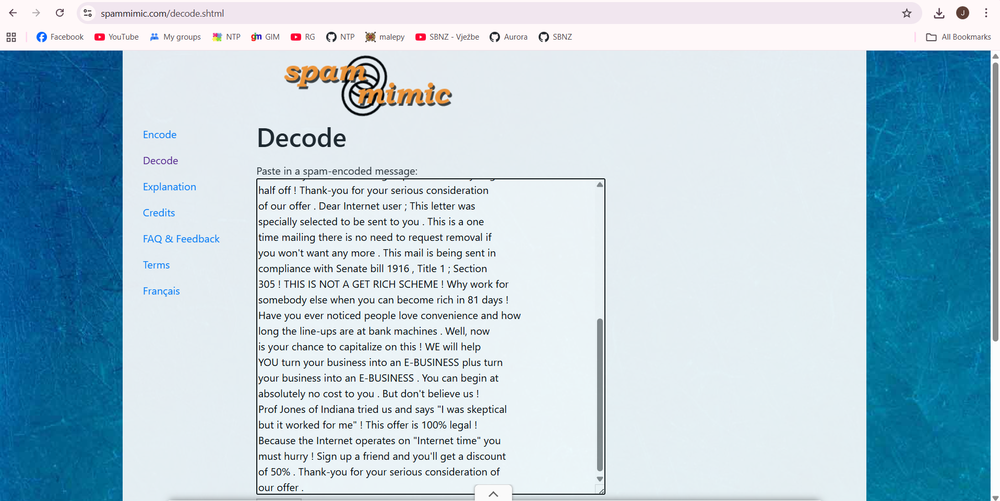 spammimic.com/decode.shtml
J
Facebook
YouTube
My groups
NTP
gm GIM
RG
NTP
malepy
SBNZ - Vježbe
Aurora
SBNZ
All Bookmarks
spam
mimic
Encode
Decode
Explanation
Credits
FAQ & Feedback
Terms
Français
Decode
Paste in a spam-encoded message:
half off ! Thank-you for your serious consideration
of our offer . Dear Internet user ; This letter was
specially selected to be sent to you . This is a one
time mailing there is no need to request removal if
you won't want any more . This mail is being sent in
compliance with Senate bill 1916 , Title 1 ; Section
305 ! THIS IS NOT A GET RICH SCHEME ! Why work for
somebody else when you can become rich in 81 days !
Have you ever noticed people love convenience and how
long the line-ups are at bank machines . Well, now
is your chance to capitalize on this ! WE will help
YOU turn your business into an E-BUSINESS plus turn
your business into an E-BUSINESS . You can begin at
absolutely no cost to you . But don't believe us !
Prof Jones of Indiana tried us and says "I was skeptical
but it worked for me" ! This offer is 100% legal !
Because the Internet operates on "Internet time" you
must hurry ! Sign up a friend and you'll get a discount
of 50% . Thank-you for your serious consideration of
our offer .